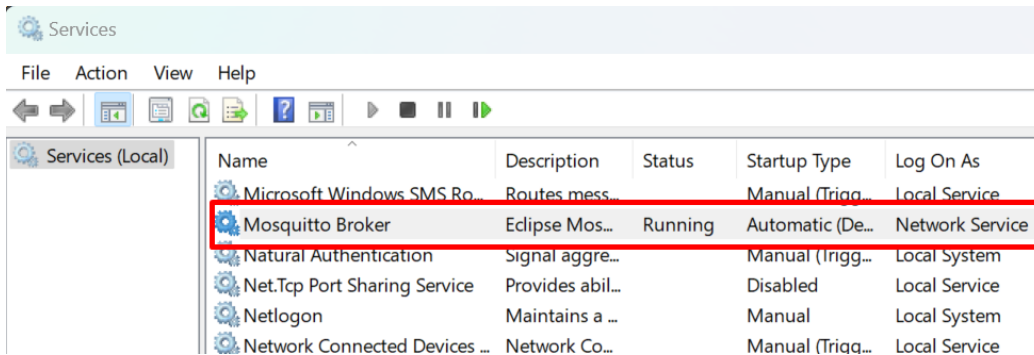 Services
File Action View Help
Services (Local)
Name Description Status Startup Type Log On As
Microsoft Windows SMS Ro... Routes mess... Manual (Trigg... Local Service
Mosquitto Broker Eclipse Mos... Running Automatic (De... Network Service
Natural Authentication Signal aggre... Manual (Trigg... Local System
Net.Tcp Port Sharing Service Provides abil... Disabled Local Service
Netlogon Maintains a ... Manual Local System
Network Connected Devices ... Network Co... Manual (Trigg... Local Service